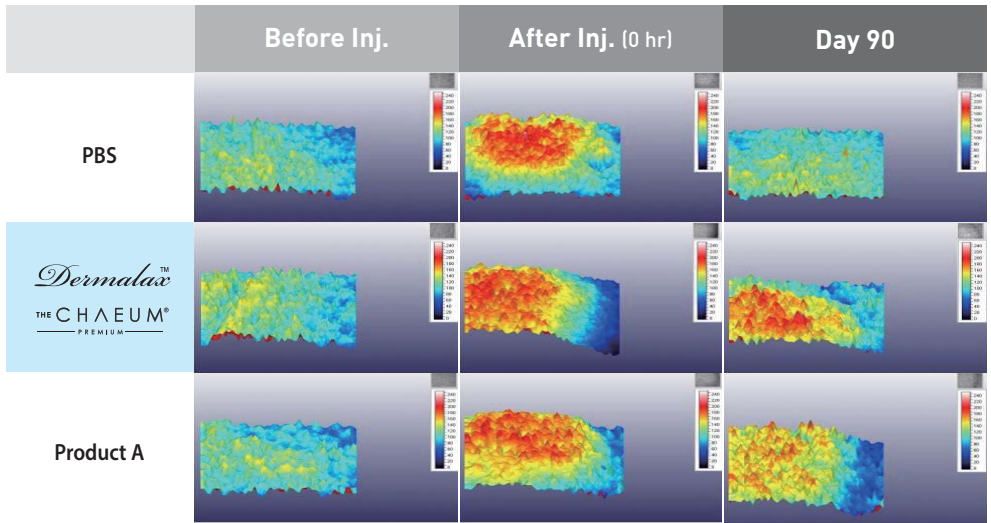 Before Inj.
After Inj. (0 hr)
Day 90
PBS
Dermalax™
THE CHAEUM®
PREMIUM
Product A